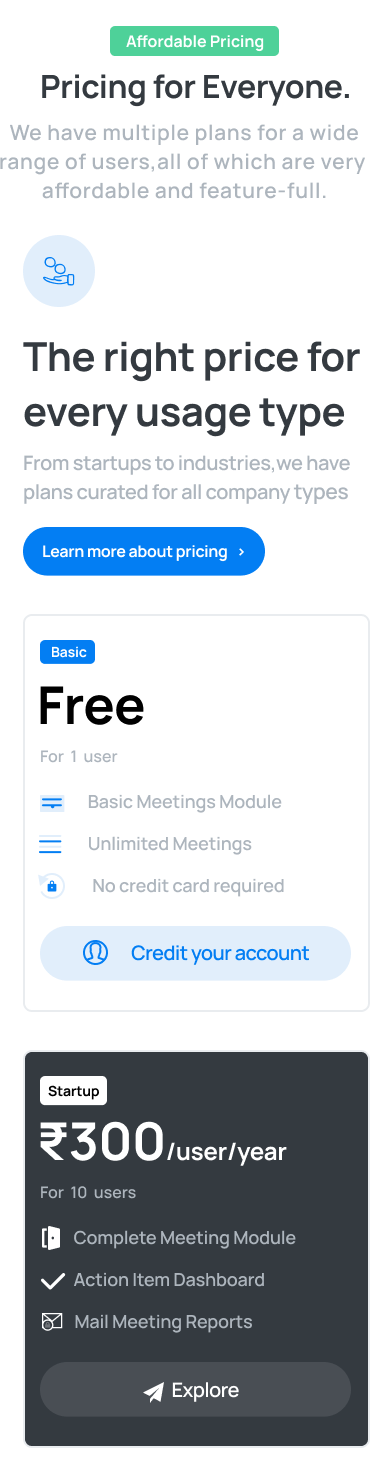 Affordable Pricing
Pricing for Everyone.
We have multiple plans for a wide
range of users,all of which are very
affordable and feature-full.
The right price for
every usage type
From startups to industries,we have
plans curated for all company types
Learn more about pricing ›
Basic
Free
For 1 user
Basic Meetings Module
Unlimited Meetings
No credit card required
Credit your account
Startup
₹300/user/year
For 10 users
Complete Meeting Module
Action Item Dashboard
Mail Meeting Reports
Explore